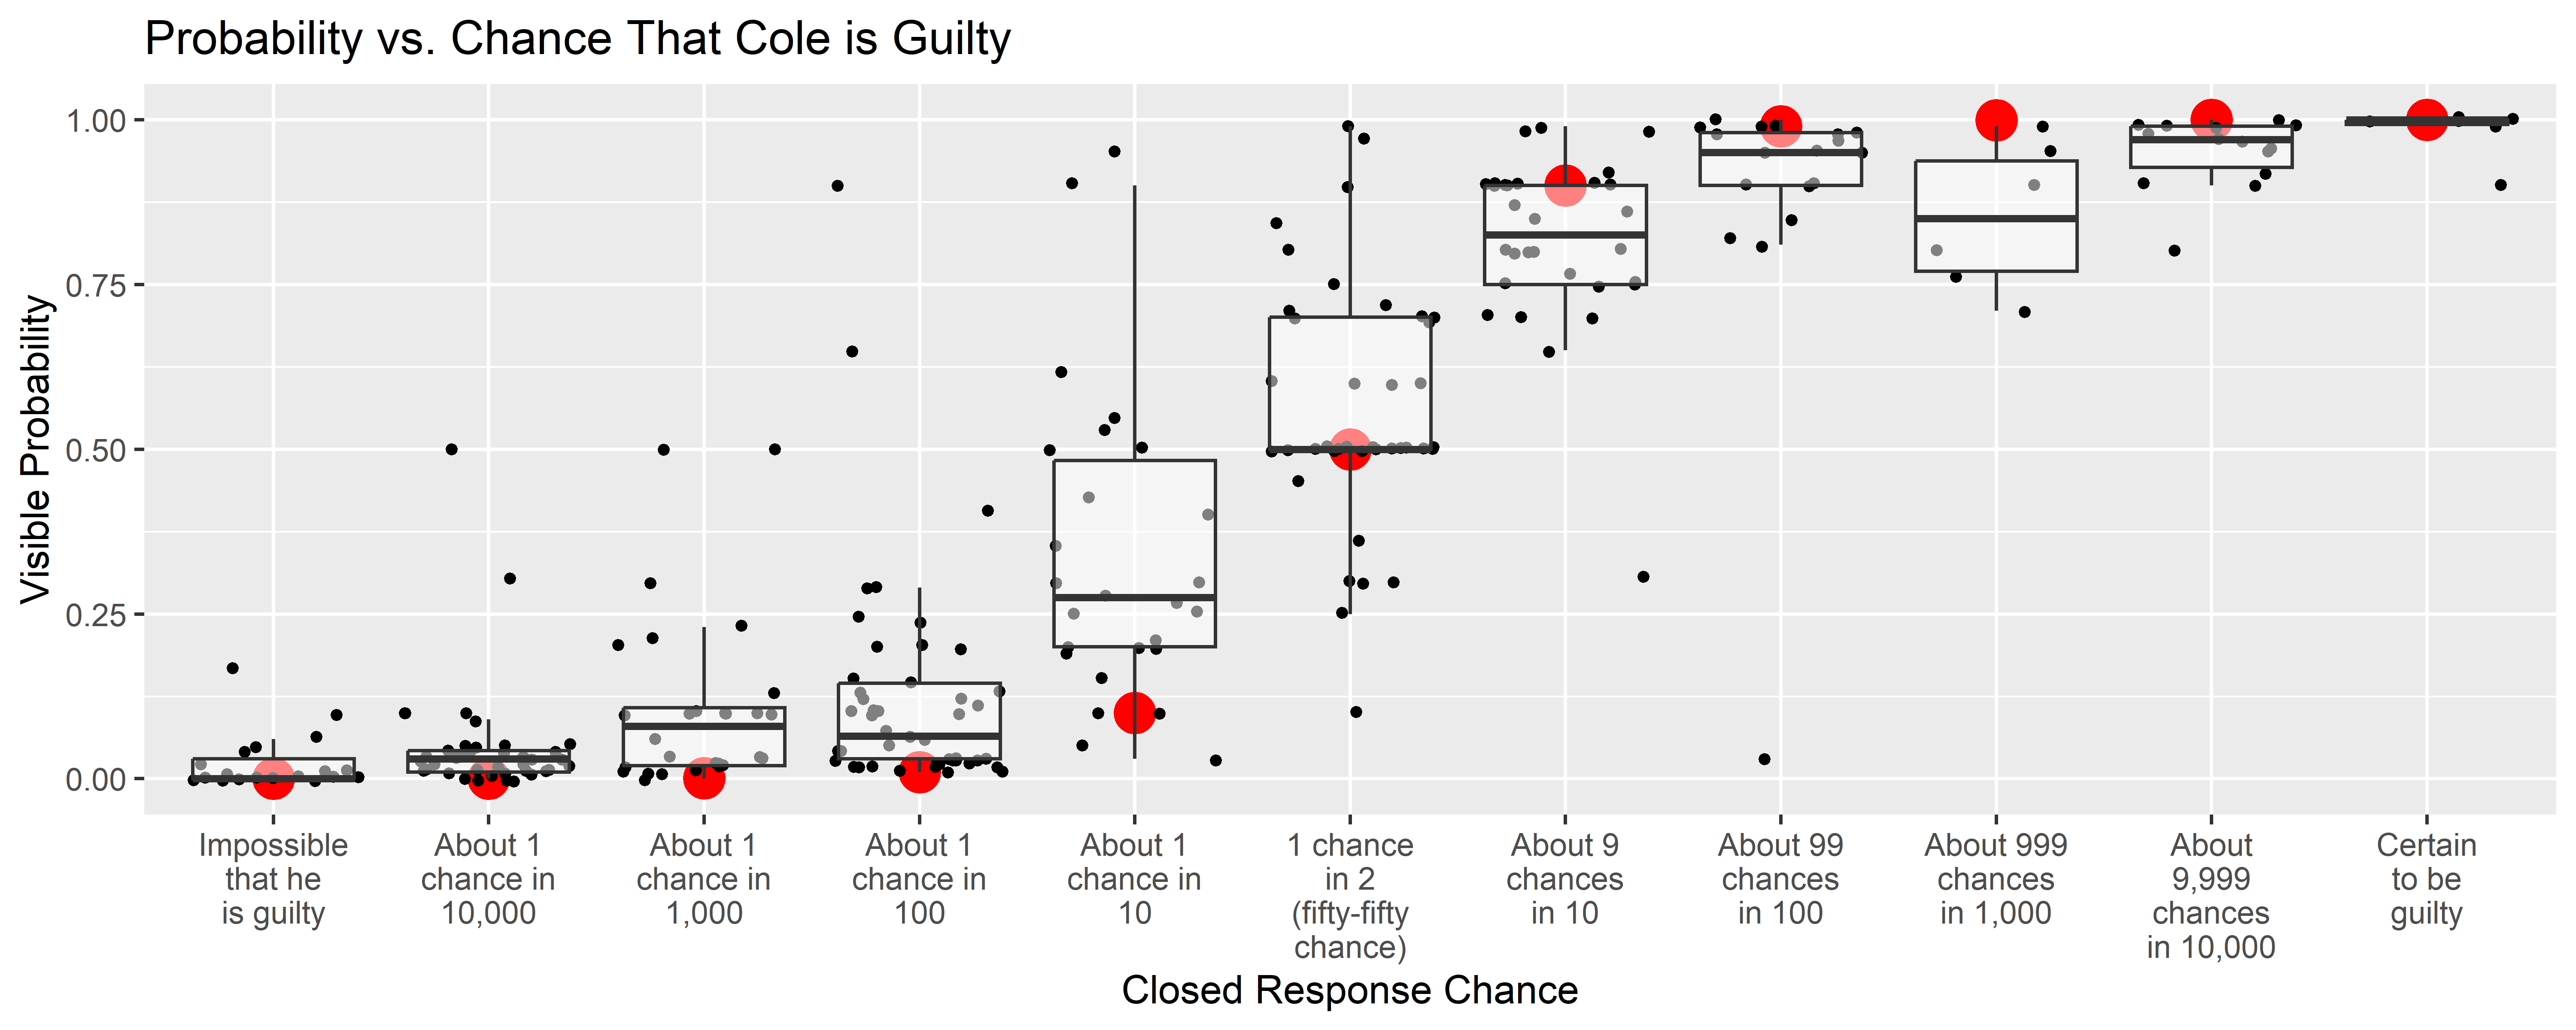 Probability vs. Chance That Cole is Guilty
Visible Probability
1.00
0.75
0.50
0.25
0.00
Impossible
that he
is guilty
About 1
chance in
10,000
About 1
chance in
1,000
About 1
chance in
100
About 1
chance in
10
1 chance
in 2
(fifty-fifty
chance)
About 9
chances
in 10
About 99
chances
in 100
About 999
chances
in 1,000
About
9,999
chances
in 10,000
Certain
to be
guilty
Closed Response Chance